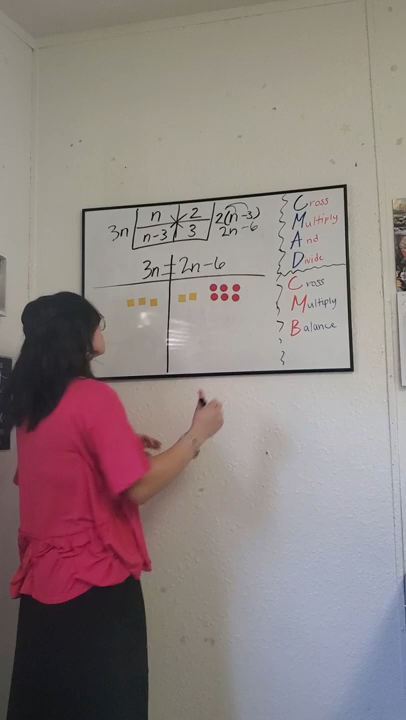 3n
n 2
n-3 3
2(n-3)
2n-6
3n = 2n-6
Cross
Multiply
And
Divide
Cross
Multiply
Balance